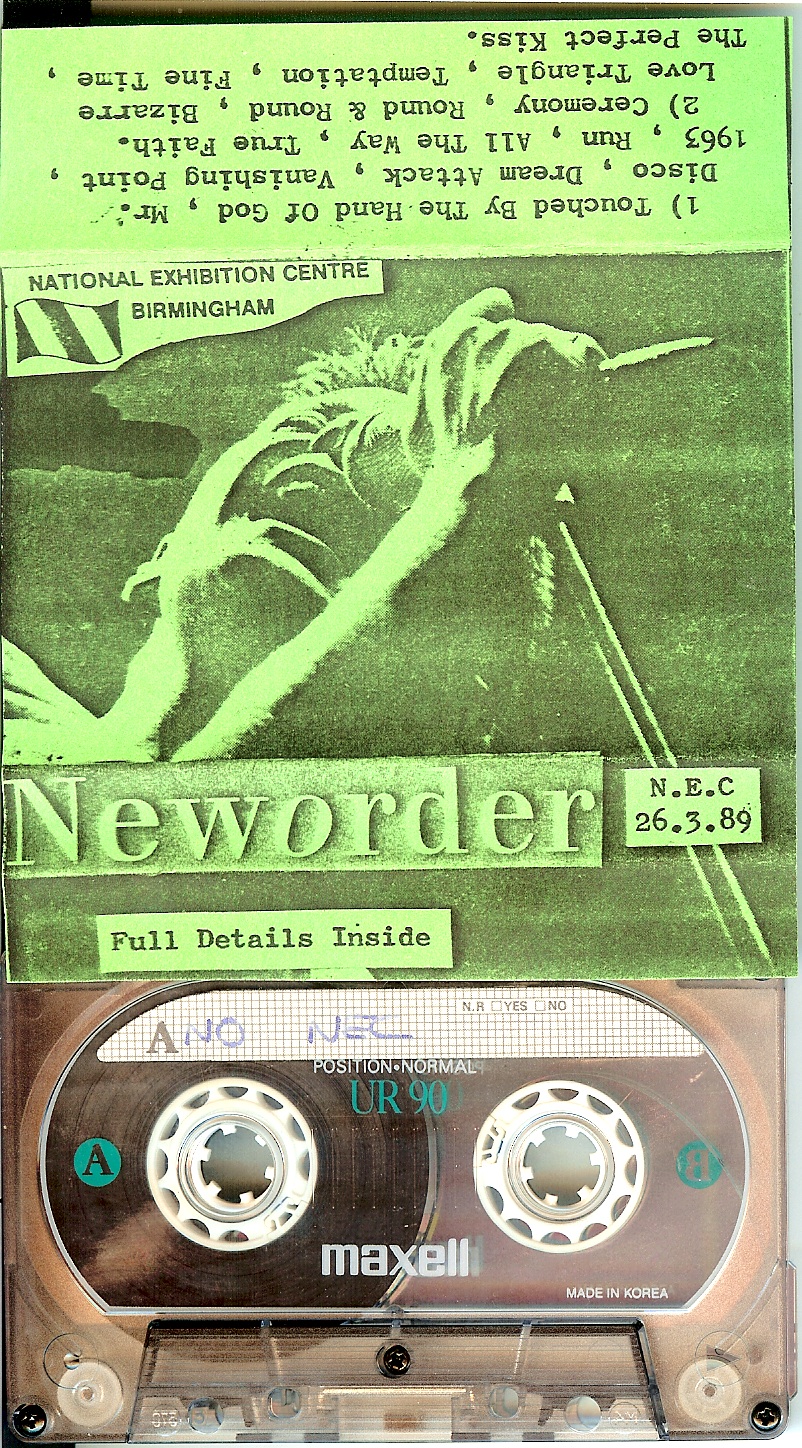 1) Touched By The Hand Of God , Mr.
Disco , Dream Attack , Vanishing Point ,
1963 , Run , All The Way , True Faith.
2) Ceremony , Round & Round , Bizarre
Love Triangle , Temptation , Fine Time ,
The Perfect Kiss.
NATIONAL EXHIBITION CENTRE
BIRMINGHAM
Neworder
N.E.C
26.3.89
Full Details Inside
N.R □YES □NO
A NO NEC
POSITION•NORMAL
UR 90
A
B
maxell
MADE IN KOREA